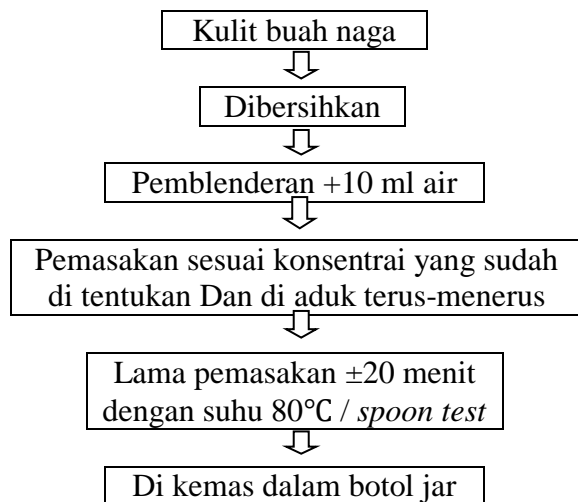 Kulit buah naga
Dibersihkan
Pemblenderan +10 ml air
Pemasakan sesuai konsentrai yang sudah
di tentukan Dan di aduk terus-menerus
Lama pemasakan ±20 menit
dengan suhu 80℃ / spoon test
Di kemas dalam botol jar